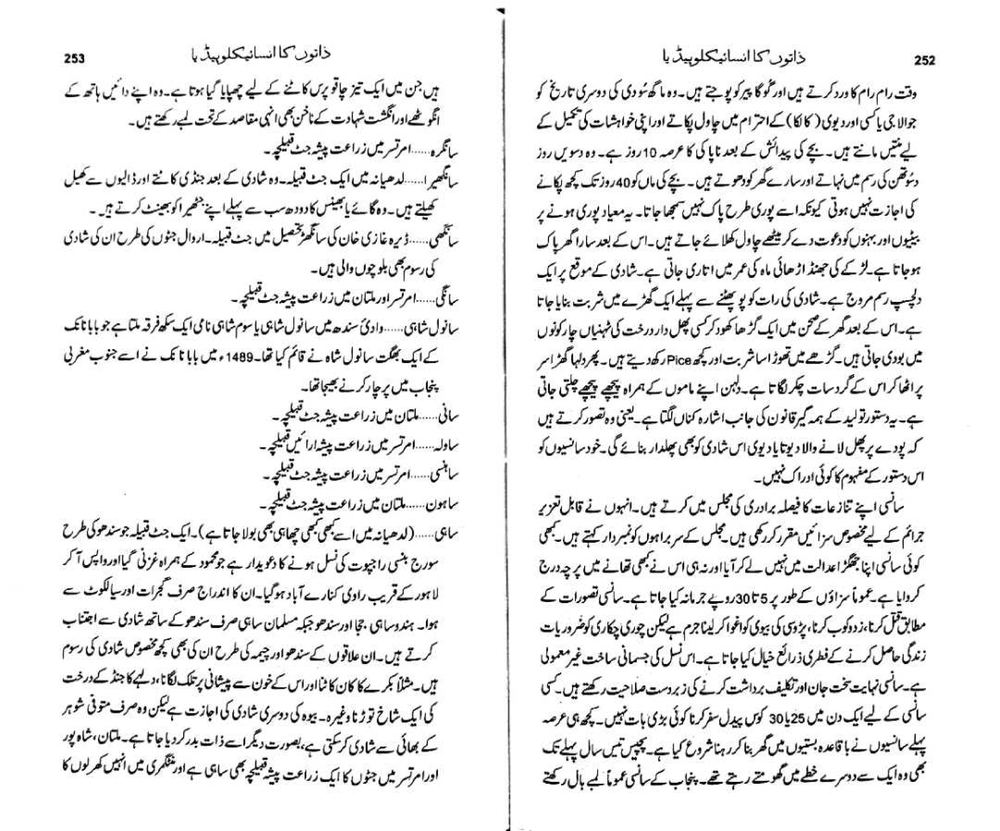 252
ذاتوں کا انسائیکلوپیڈیا
وقت رام رام کا ورد کرتے ہیں اور گوگا پیر کو پوجتے ہیں۔ وہ ماگھ سُودی کی دوسری تاریخ کو
جوالا جی یا کسی اور دیوی (کالکا) کے احترام میں چاول پکاتے اور اپنی خواہشات کی تکمیل کے
لیے منتیں مانتے ہیں۔ بچے کی پیدائش کے بعد ناپاکی کا عرصہ 10 روز ہے۔ وہ دسویں روز
دسُوتھن کی رسم میں نہاتے اور سارے گھر کو دھوتے ہیں۔ بچے کی ماں کو 40 روز تک کچھ پکانے
کی اجازت نہیں ہوتی کیونکہ اسے پوری طرح پاک نہیں سمجھا جاتا۔ یہ معیاد پوری ہونے پر
بیٹیوں اور بہنوں کو دعوت دے کر میٹھے چاول کھلائے جاتے ہیں۔ اس کے بعد سارا گھر پاک
ہو جاتا ہے۔ لڑکے کی جھنڈ اڑھائی ماہ کی عمر میں اتاری جاتی ہے۔ شادی کے موقع پر ایک
دلچسپ رسم مروج ہے۔ شادی کی رات کو پو پھٹنے سے پہلے ایک گھڑے میں شربت بنایا جاتا
ہے۔ اس کے بعد گھر کے صحن میں ایک گڑھا کھود کر کسی پھل دار درخت کی ٹہنیاں چار کونوں
میں بو دی جاتی ہیں۔ گڑھے میں تھوڑا سا شربت اور کچھ Pice رکھ دیتے ہیں۔ پھر دلہا گھڑا سر
پر اٹھا کر اس کے گرد سات چکر لگاتا ہے۔ دلہن اپنے ماموں کے ہمراہ پیچھے پیچھے چلتی جاتی
ہے۔ یہ دستور تولید کے ہمہ گیر قانون کی جانب اشارہ کناں لگتا ہے۔ یعنی وہ تصور کرتے ہیں
کہ پودے پر پھل لانے والا دیوتا یا دیوی اس شادی کو بھی پھلدار بنائے گی۔ خود سانسیوں کو
اس دستور کے مفہوم کا کوئی ادراک نہیں۔
سانسی اپنے تنازعات کا فیصلہ برادری کی مجلس میں کرتے ہیں۔ انہوں نے قابل تعزیر
جرائم کے لیے مخصوص سزائیں مقرر کر رکھی ہیں۔ مجلس کے سربراہوں کو نمبردار کہتے ہیں۔ کبھی
کوئی سانسی اپنا جھگڑا عدالت میں نہیں لے کر آیا اور نہ ہی اس نے کبھی تھانے میں پرچہ درج
کروایا ہے۔ عموماً سزاؤں کے طور پر 5 تا 30 روپے جرمانہ کیا جاتا ہے۔ سانسی تصورات کے
مطابق قتل کرنا، زدوکوب کرنا، پڑوسی کی بیوی کو اغوا کر لینا جرم ہے لیکن چوری چکاری کو ضروریات
زندگی حاصل کرنے کے فطری ذرائع خیال کیا جاتا ہے۔ اس نسل کی جسمانی ساخت غیر معمولی
ہے۔ سانسی نہایت سخت جان اور تکلیف برداشت کرنے کی زبردست صلاحیت رکھتے ہیں۔ کسی
سانسی کے لیے ایک دن میں 25 یا 30 کوس پیدل سفر کرنا کوئی بڑی بات نہیں۔ کچھ ہی عرصہ
پہلے سانسیوں نے باقاعدہ بستیوں میں گھر بنا کر رہنا شروع کیا ہے۔ پچیس تیس سال پہلے تک
بھی وہ ایک سے دوسرے خطے میں گھومتے رہتے تھے۔ پنجاب کے سانسی عموماً لمبے بال رکھتے
253
ذاتوں کا انسائیکلوپیڈیا
ہیں جن میں ایک تیز چاقو پرس کاٹنے کے لیے چھپایا گیا ہوتا ہے۔ وہ اپنے دائیں ہاتھ کے
انگوٹھے اور انگشت شہادت کے ناخن بھی انہی مقاصد کے تحت لمبے رکھتے ہیں۔
سانگرہ......امرتسر میں زراعت پیشہ جٹ قبیلچہ۔
سانگھیرا......لدھیانہ میں ایک جٹ قبیلہ۔ وہ شادی کے بعد جنڈی کاٹتے اور ڈالیوں سے کھیل
کھیلتے ہیں۔ وہ گائے یا بھینس کا دودھ سب سے پہلے اپنے جٹھیرا کو بھینٹ کرتے ہیں۔
سانگھی......ڈیرہ غازی خان کی سانگھڑ تحصیل میں جٹ قبیلہ۔ اروال جٹوں کی طرح ان کی شادی
کی رسوم بھی بلوچوں والی ہیں۔
سانگی......امرتسر اور ملتان میں زراعت پیشہ جٹ قبیلچہ۔
سانول شاہی......وادیٔ سندھ میں سانول شاہی یا سوم شاہی نامی ایک سکھ فرقہ ملتا ہے جو بابا نانک
کے ایک بھگت سانول شاہ نے قائم کیا تھا۔ 1489ء میں بابا نانک نے اسے جنوب مغربی
پنجاب میں پرچار کرنے بھیجا تھا۔
سانی......ملتان میں زراعت پیشہ جٹ قبیلچہ۔
ساولہ......امرتسر میں زراعت پیشہ ارائیں قبیلچہ۔
ساہنسی......امرتسر میں زراعت پیشہ جٹ قبیلچہ۔
ساہون......ملتان میں زراعت پیشہ جٹ قبیلچہ۔
ساہی......(لدھیانہ میں اسے کبھی کبھی چھاہی بھی بولا جاتا ہے)۔ ایک جٹ قبیلہ جو سندھو کی طرح
سورج بنسی راجپوت کی نسل ہونے کا دعویدار ہے جو محمود کے ہمراہ غزنی گیا اور واپس آ کر
لاہور کے قریب راوی کنارے آباد ہو گیا۔ ان کا اندراج صرف گجرات اور سیالکوٹ سے
ہوا۔ ہندو ساہی، ججا اور سندھو جبکہ مسلمان ساہی صرف سندھو کے ساتھ شادی سے اجتناب
کرتے ہیں۔ ان علاقوں کے سندھو اور چیمہ کی طرح ان کی بھی کچھ مخصوص شادی کی رسوم
ہیں۔ مثلاً بکرے کا کان کاٹنا اور اس کے خون سے پیشانی پر تلک لگانا، دلہے کا جنڈ کے درخت
کی ایک شاخ توڑنا وغیرہ۔ بیوہ کی دوسری شادی کی اجازت ہے لیکن وہ صرف متوفی شوہر
کے بھائی سے شادی کر سکتی ہے، بصورت دیگر اسے ذات بدر کر دیا جاتا ہے۔ ملتان، شاہ پور
اور امرتسر میں جٹوں کا ایک زراعت پیشہ قبیلچہ بھی ساہی ہے اور منٹگمری میں انہیں کھرلوں کا